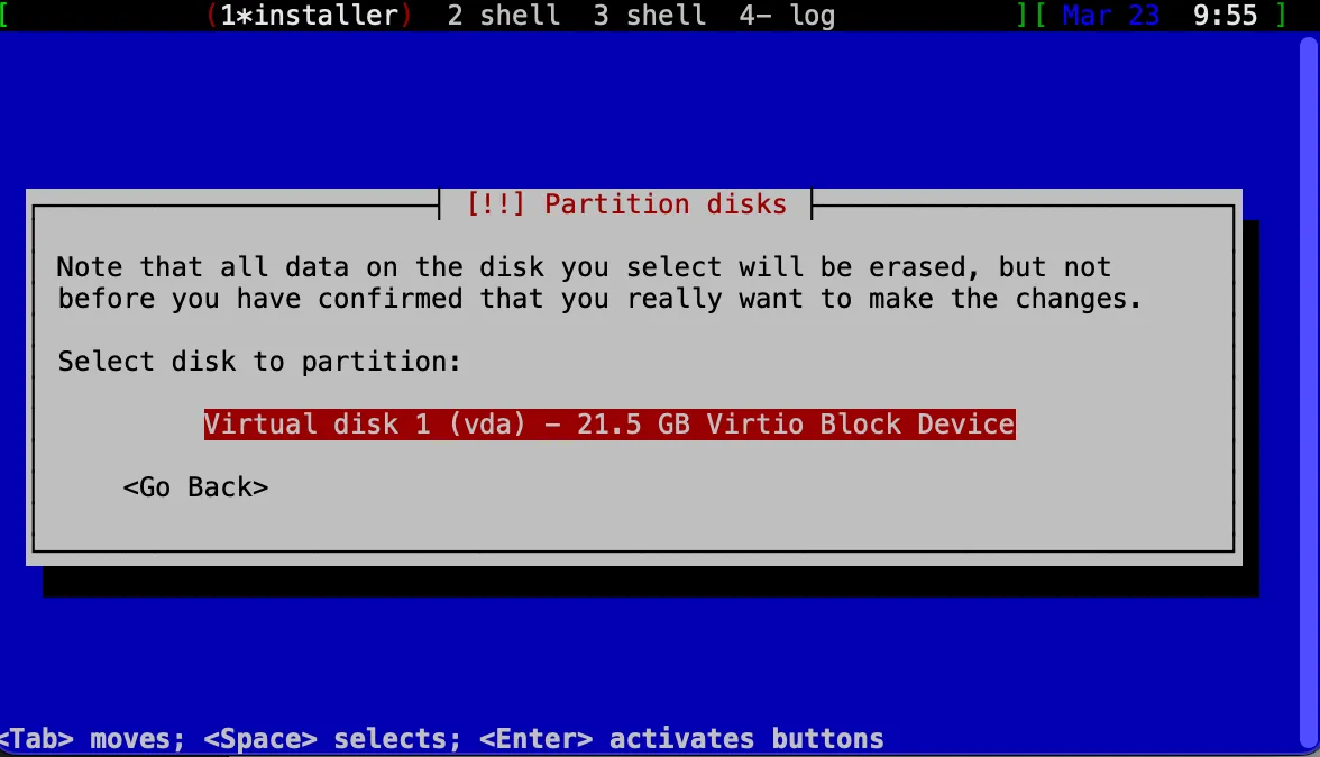 [ (1*installer) 2 shell 3 shell 4- log ][ Mar 23 9:55 ]
[!!] Partition disks
Note that all data on the disk you select will be erased, but not
before you have confirmed that you really want to make the changes.
Select disk to partition:
Virtual disk 1 (vda) - 21.5 GB Virtio Block Device
<Go Back>
<Tab> moves; <Space> selects; <Enter> activates buttons